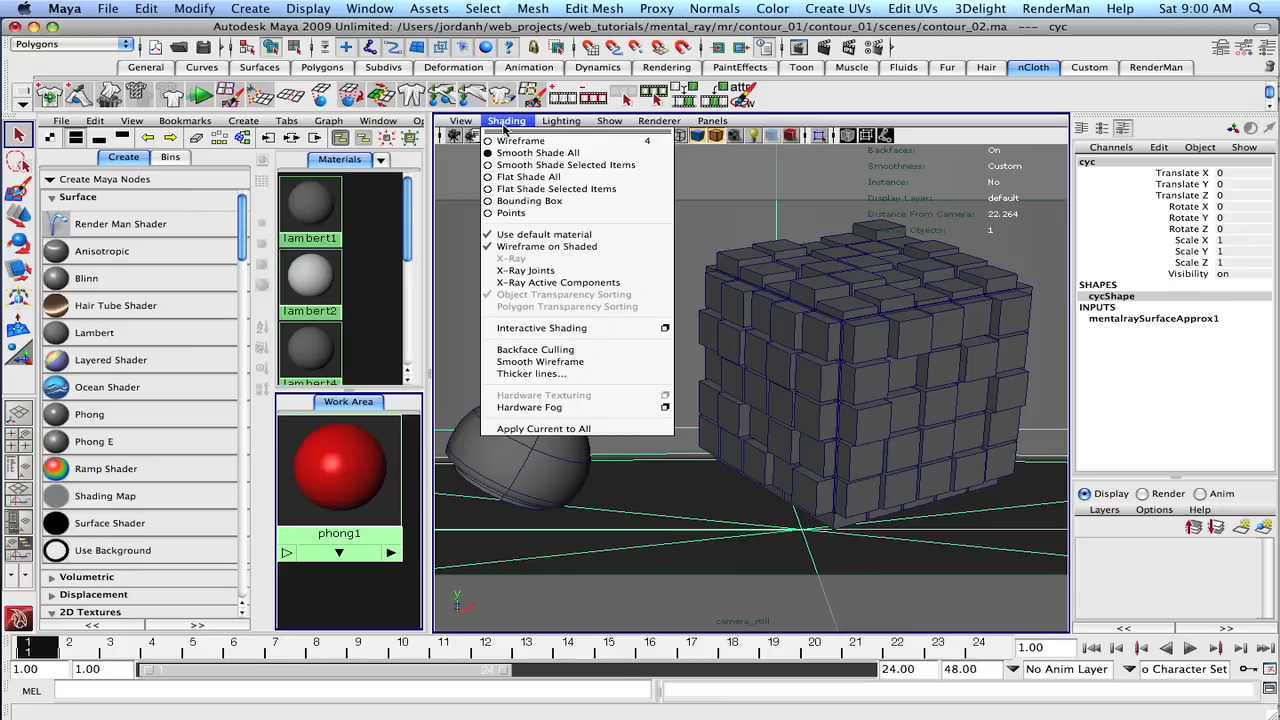 Maya File Edit Modify Create Display Window Assets Select Mesh Edit Mesh Proxy Normals Color Create UVs Edit UVs 3Delight RenderMan Help Sat 9:00 AM
Autodesk Maya 2009 Unlimited: /Users/jordanh/web_projects/web_tutorials/mental_ray/mr/contour_01/contour_01/scenes/contour_02.ma --- cyc
Polygons
General Curves Surfaces Polygons Subdivs Deformation Animation Dynamics Rendering PaintEffects Toon Muscle Fluids Fur Hair nCloth Custom RenderMan
File Edit View Bookmarks Create Tabs Graph Window Op
View Shading Lighting Show Renderer Panels
Create Bins
Materials
Create Maya Nodes
Surface
Render Man Shader
Anisotropic
Blinn
Hair Tube Shader
Lambert
Layered Shader
Ocean Shader
Phong
Phong E
Ramp Shader
Shading Map
Surface Shader
Use Background
Volumetric
Displacement
2D Textures
<< >>
lambert1
lambert2
lambert4
Work Area
phong1
Wireframe 4
Smooth Shade All
Smooth Shade Selected Items
Flat Shade All
Flat Shade Selected Items
Bounding Box
Points
Use default material
Wireframe on Shaded
X-Ray
X-Ray Joints
X-Ray Active Components
Object Transparency Sorting
Polygon Transparency Sorting
Interactive Shading
Backface Culling
Smooth Wireframe
Thicker lines...
Hardware Texturing
Hardware Fog
Apply Current to All
Backfaces: On
Smoothness: Custom
Instance: No
Display Layer: default
Distance From Camera: 22.264
Objects: 1
y
camera_still
Channels Edit Object Show
cyc
Translate X 0
Translate Y 0
Translate Z 0
Rotate X 0
Rotate Y 0
Rotate Z 0
Scale X 1
Scale Y 1
Scale Z 1
Visibility on
SHAPES
cycShape
INPUTS
mentalraySurfaceApprox1
Display Render Anim
Layers Options Help
<< >>
1 2 3 4 5 6 7 8 9 10 11 12 13 14 15 16 17 18 19 20 21 22 23 24
1
1.00
1.00 1.00 24 24.00 48.00 No Anim Layer o Character Set
MEL